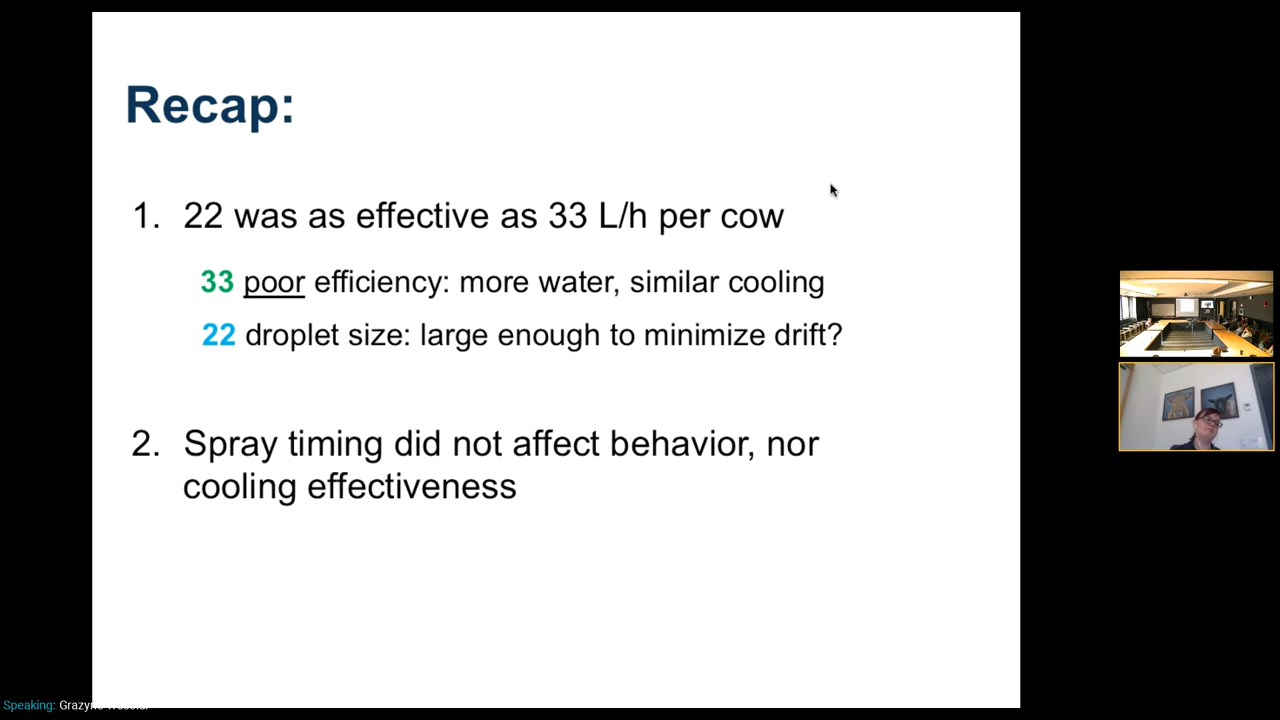 Recap:
1. 22 was as effective as 33 L/h per cow
33 poor efficiency: more water, similar cooling
22 droplet size: large enough to minimize drift?
2. Spray timing did not affect behavior, nor
cooling effectiveness
Speaking: